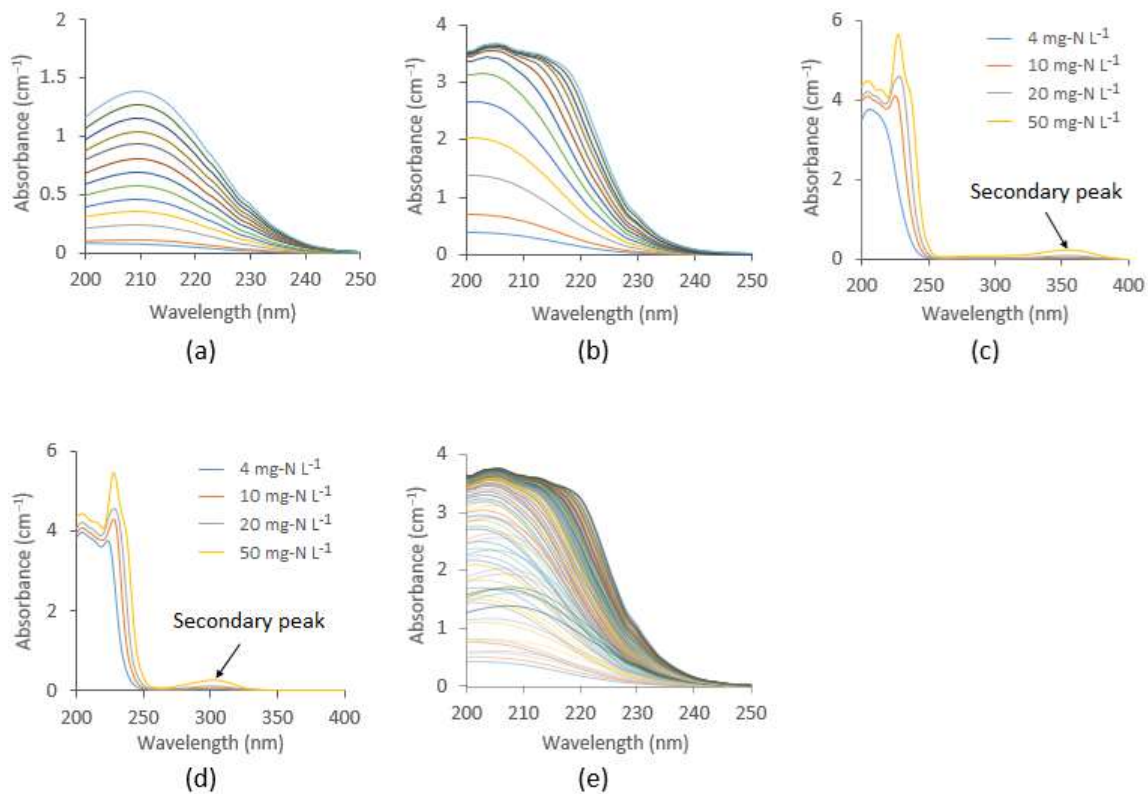 2
1.5
1
0.5
0
200 210 220 230 240 250
Absorbance (cm⁻¹)
Wavelength (nm)
(a)
4
3
2
1
0
200 210 220 230 240 250
Absorbance (cm⁻¹)
Wavelength (nm)
(b)
6
4
2
0
200 250 300 350 400
Absorbance (cm⁻¹)
Wavelength (nm)
4 mg-N L⁻¹
10 mg-N L⁻¹
20 mg-N L⁻¹
50 mg-N L⁻¹
Secondary peak
(c)
6
4
2
0
200 250 300 350 400
Absorbance (cm⁻¹)
Wavelength (nm)
4 mg-N L⁻¹
10 mg-N L⁻¹
20 mg-N L⁻¹
50 mg-N L⁻¹
Secondary peak
(d)
4
3
2
1
0
200 210 220 230 240 250
Absorbance (cm⁻¹)
Wavelength (nm)
(e)